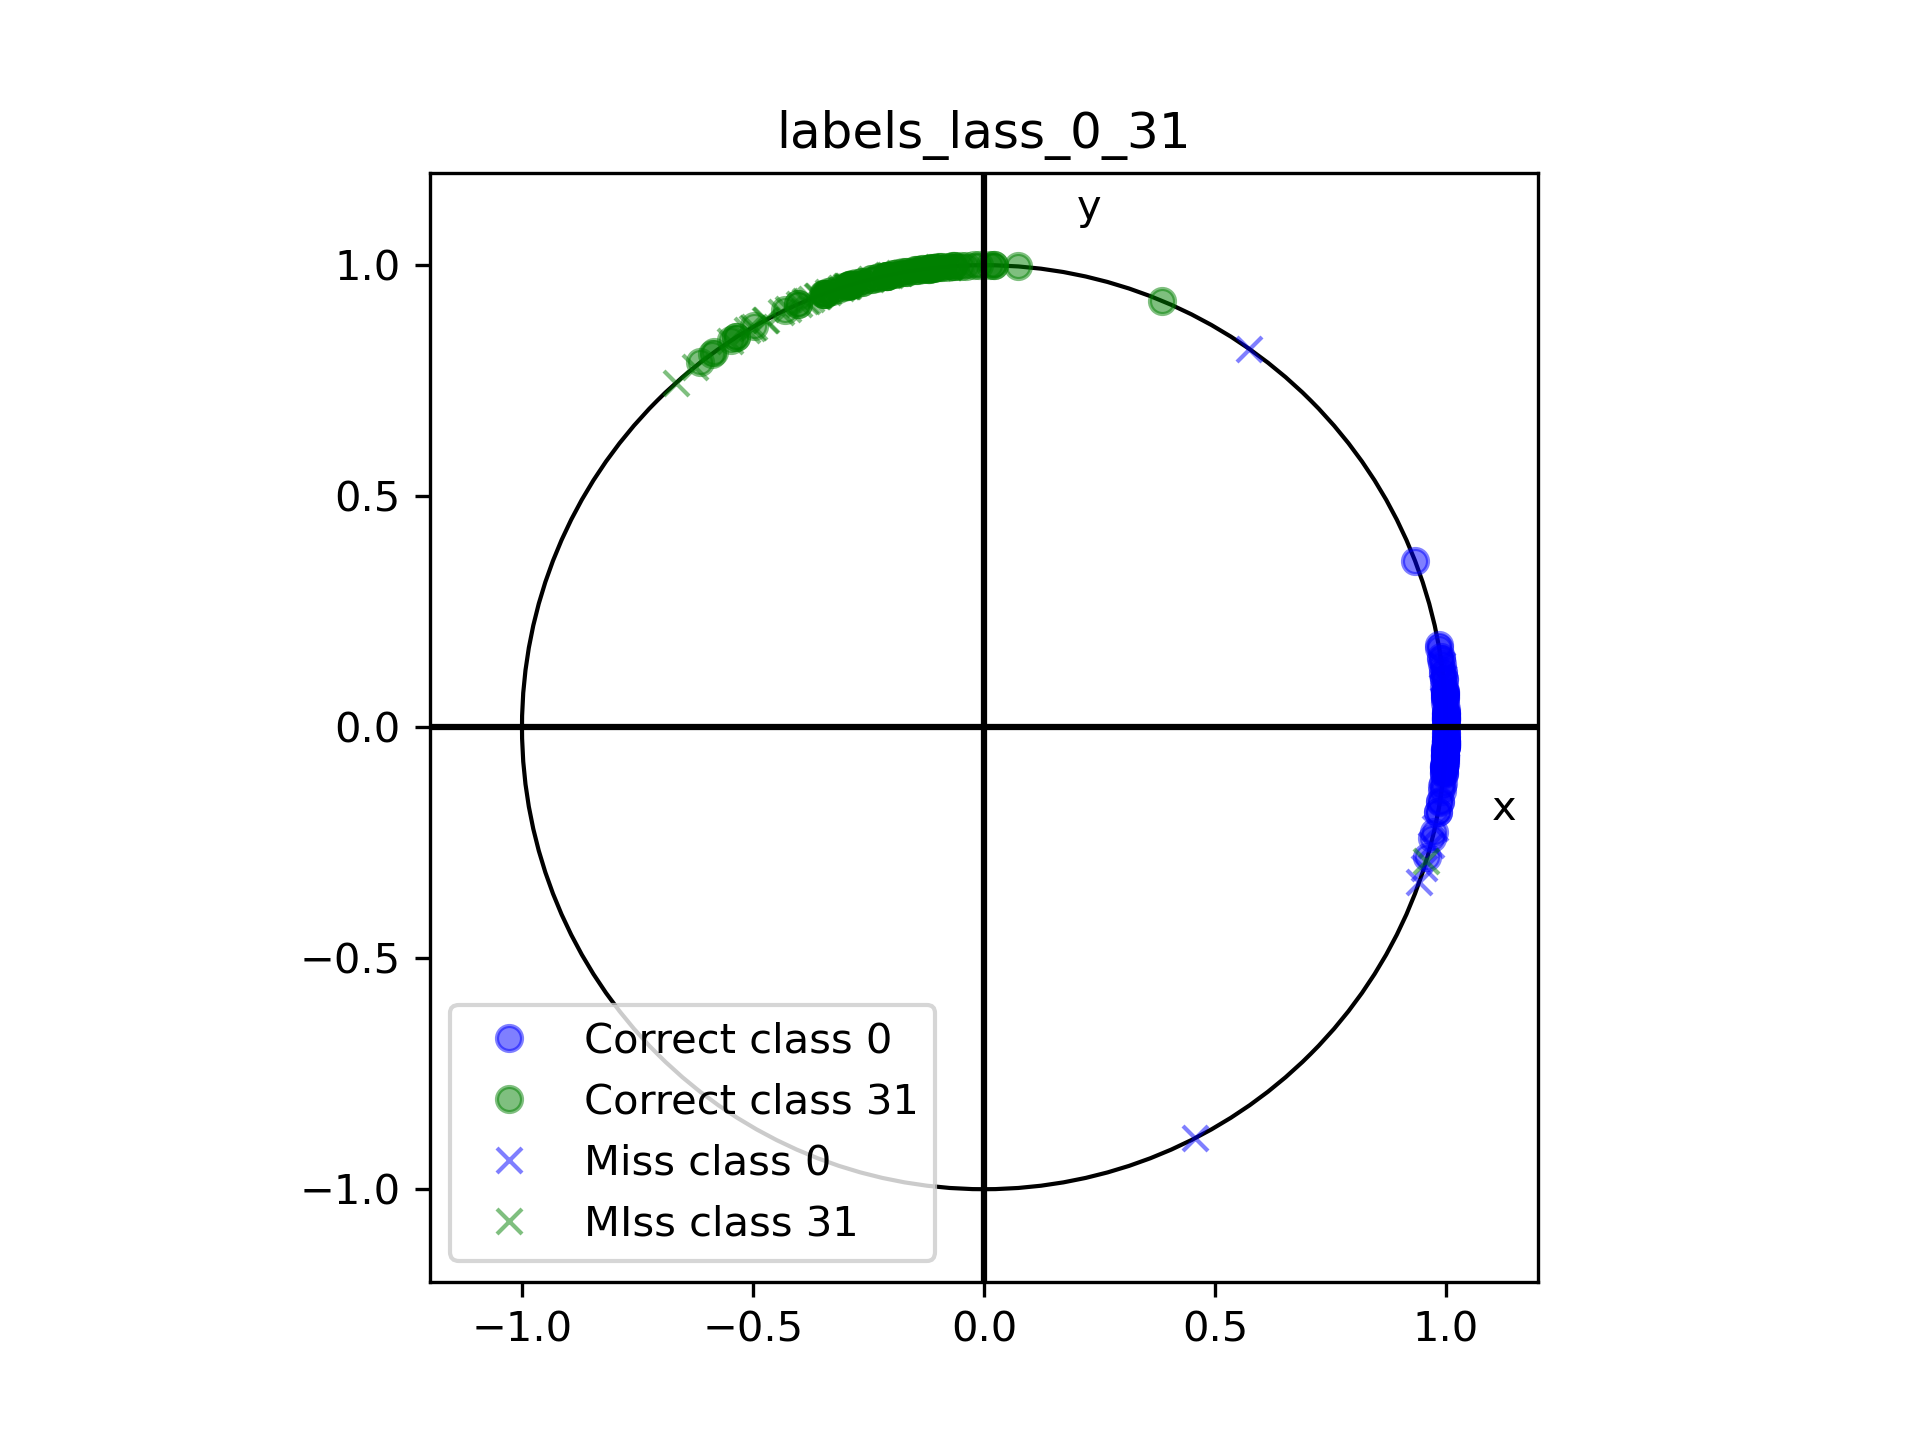 labels_lass_0_31
y
1.0
0.5
0.0
x
−0.5
−1.0
Correct class 0
Correct class 31
Miss class 0
MIss class 31
−1.0 −0.5 0.0 0.5 1.0